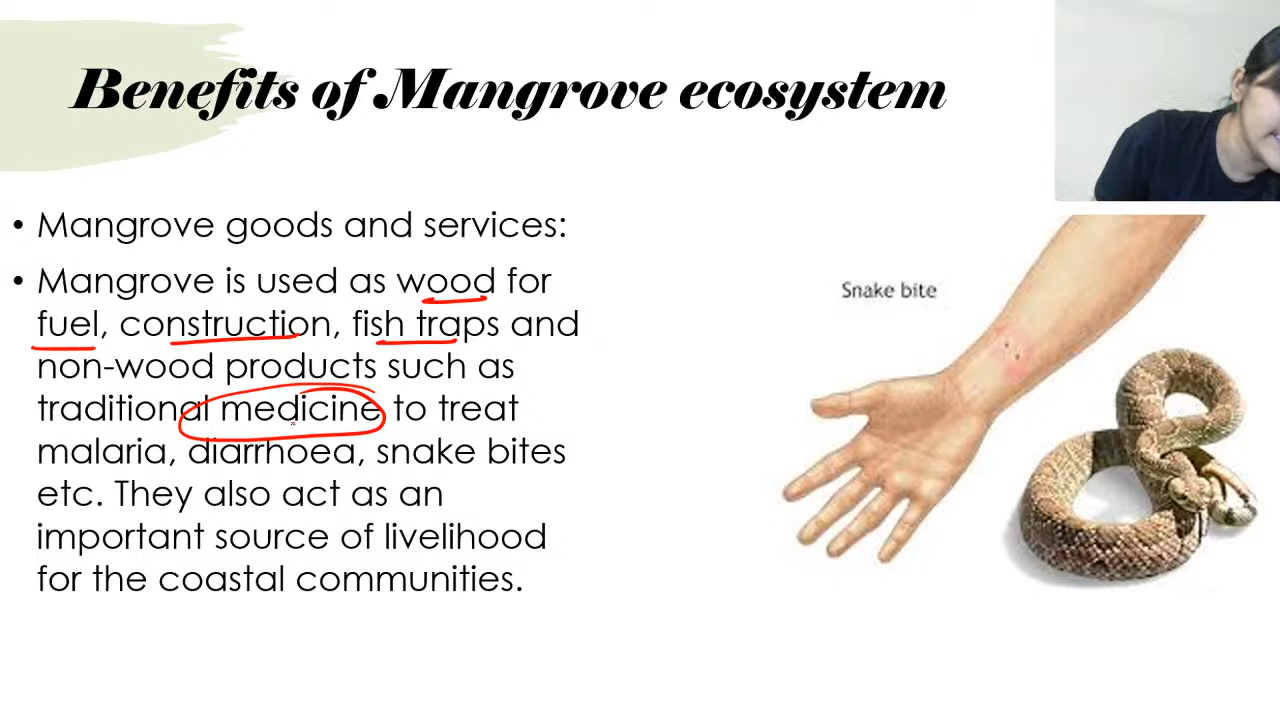 Benefits of Mangrove ecosystem
• Mangrove goods and services:
• Mangrove is used as wood for
fuel, construction, fish traps and
non-wood products such as
traditional medicine to treat
malaria, diarrhoea, snake bites
etc. They also act as an
important source of livelihood
for the coastal communities.
Snake bite